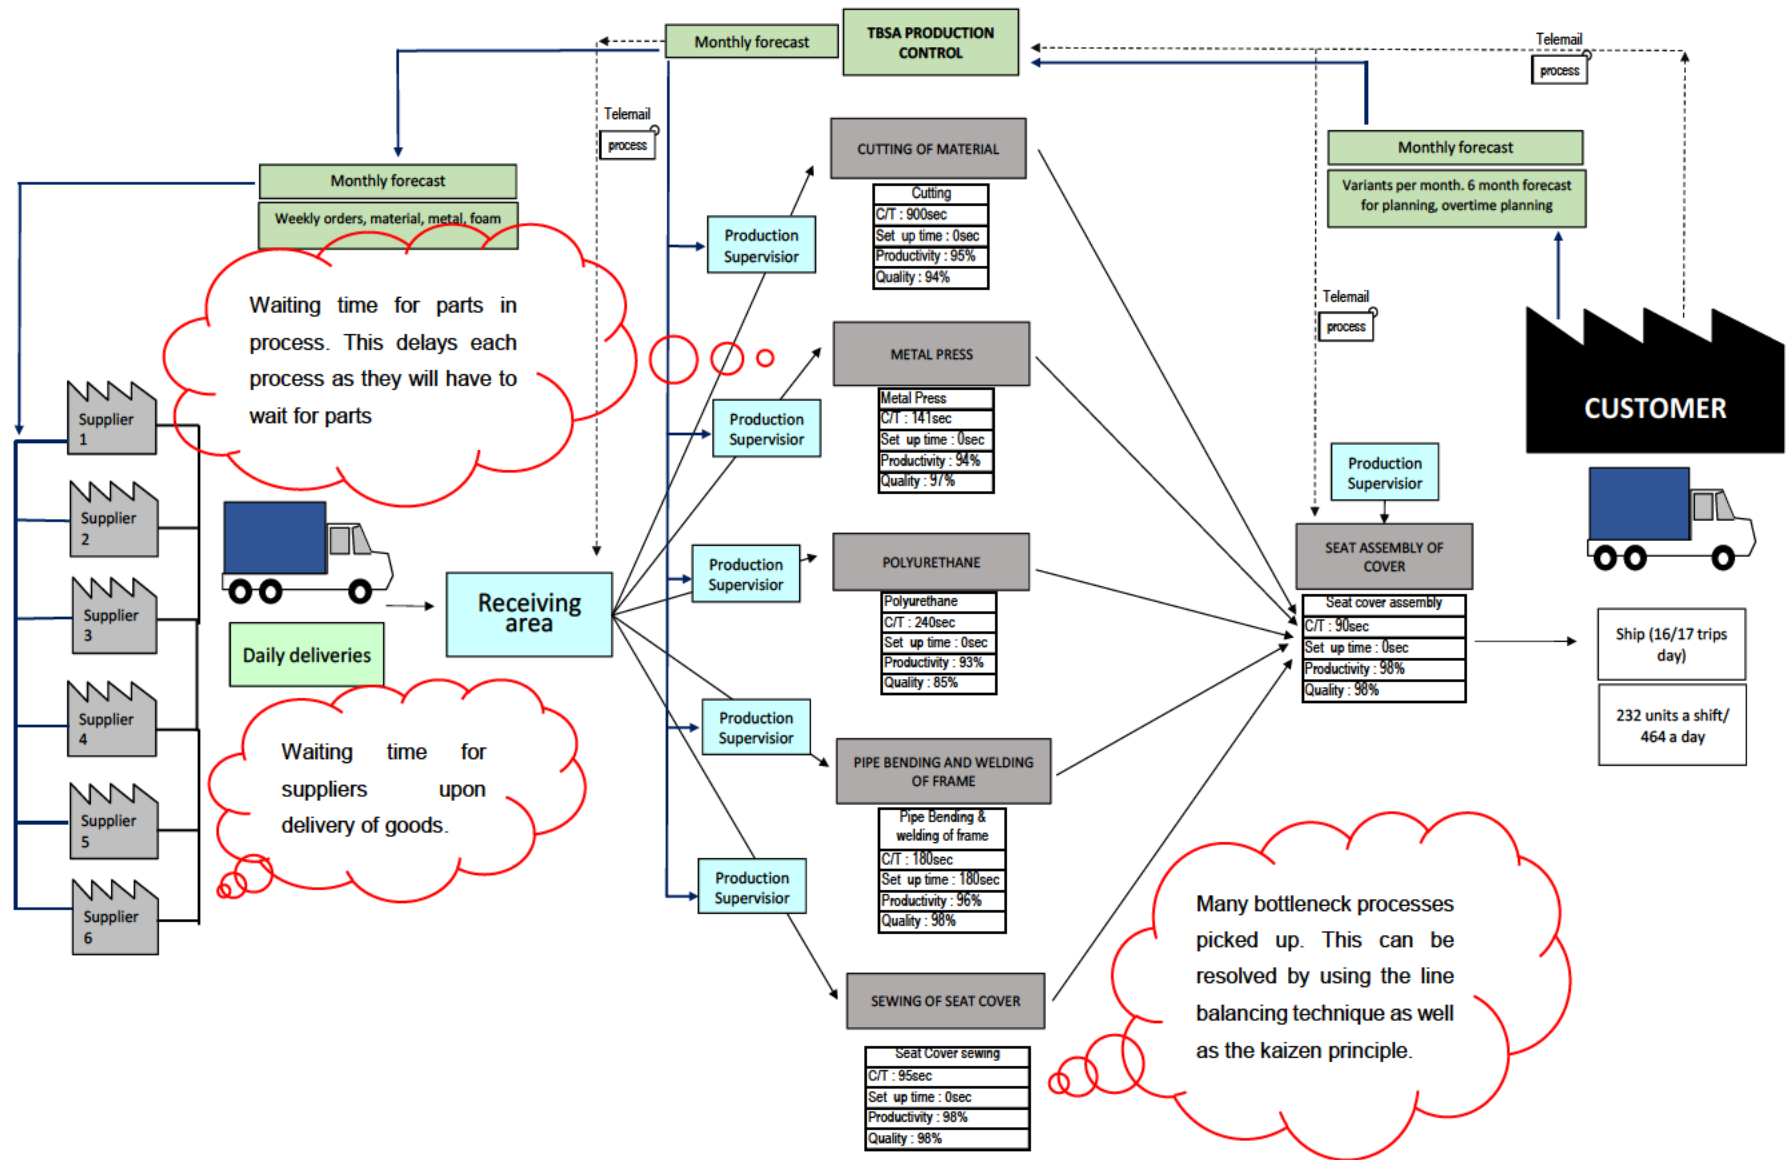 Monthly forecast
TBSA PRODUCTION
CONTROL
Telemail
process
Telemail
process
Monthly forecast
Weekly orders, material, metal, foam
Monthly forecast
Variants per month. 6 month forecast
for planning, overtime planning
Telemail
process
CUSTOMER
Waiting time for parts in
process. This delays each
process as they will have to
wait for parts
Supplier
1
Supplier
2
Supplier
3
Supplier
4
Supplier
5
Supplier
6
Daily deliveries
Receiving
area
Waiting time for
suppliers upon
delivery of goods.
Production
Supervisior
Production
Supervisior
Production
Supervisior
Production
Supervisior
Production
Supervisior
CUTTING OF MATERIAL
Cutting
C/T : 900sec
Set up time : 0sec
Productivity : 95%
Quality : 94%
METAL PRESS
Metal Press
C/T : 141sec
Set up time : 0sec
Productivity : 94%
Quality : 97%
POLYURETHANE
Polyurethane
C/T : 240sec
Set up time : 0sec
Productivity : 93%
Quality : 85%
PIPE BENDING AND WELDING
OF FRAME
Pipe Bending &
welding of frame
C/T : 180sec
Set up time : 180sec
Productivity : 96%
Quality : 98%
SEWING OF SEAT COVER
Seat Cover sewing
C/T : 95sec
Set up time : 0sec
Productivity : 98%
Quality : 98%
Production
Supervisior
SEAT ASSEMBLY OF
COVER
Seat cover assembly
C/T : 90sec
Set up time : 0sec
Productivity : 98%
Quality : 98%
Ship (16/17 trips
day)
232 units a shift/
464 a day
Many bottleneck processes
picked up. This can be
resolved by using the line
balancing technique as well
as the kaizen principle.